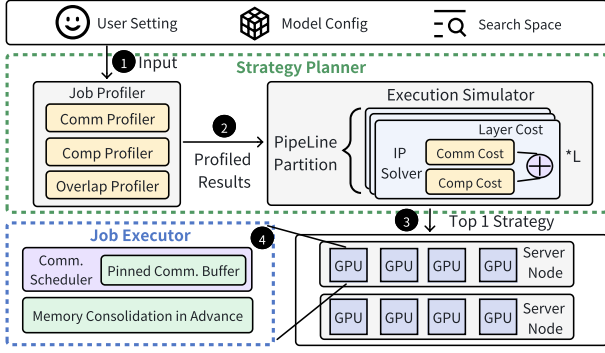 User Setting
Model Config
Search Space
1 Input
Strategy Planner
Job Profiler
Comm Profiler
Comp Profiler
Overlap Profiler
2
Profiled
Results
Execution Simulator
PipeLine
Partition
Layer Cost
IP
Solver
Comm Cost
Comp Cost
*L
3 Top 1 Strategy
Job Executor
4
Comm.
Scheduler
Pinned Comm. Buffer
Memory Consolidation in Advance
GPU GPU GPU GPU
Server
Node
GPU GPU GPU GPU
Server
Node